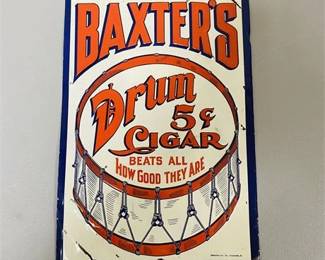 BAXTER'S
Drum
5¢
CIGAR
BEATS ALL
HOW GOOD THEY ARE